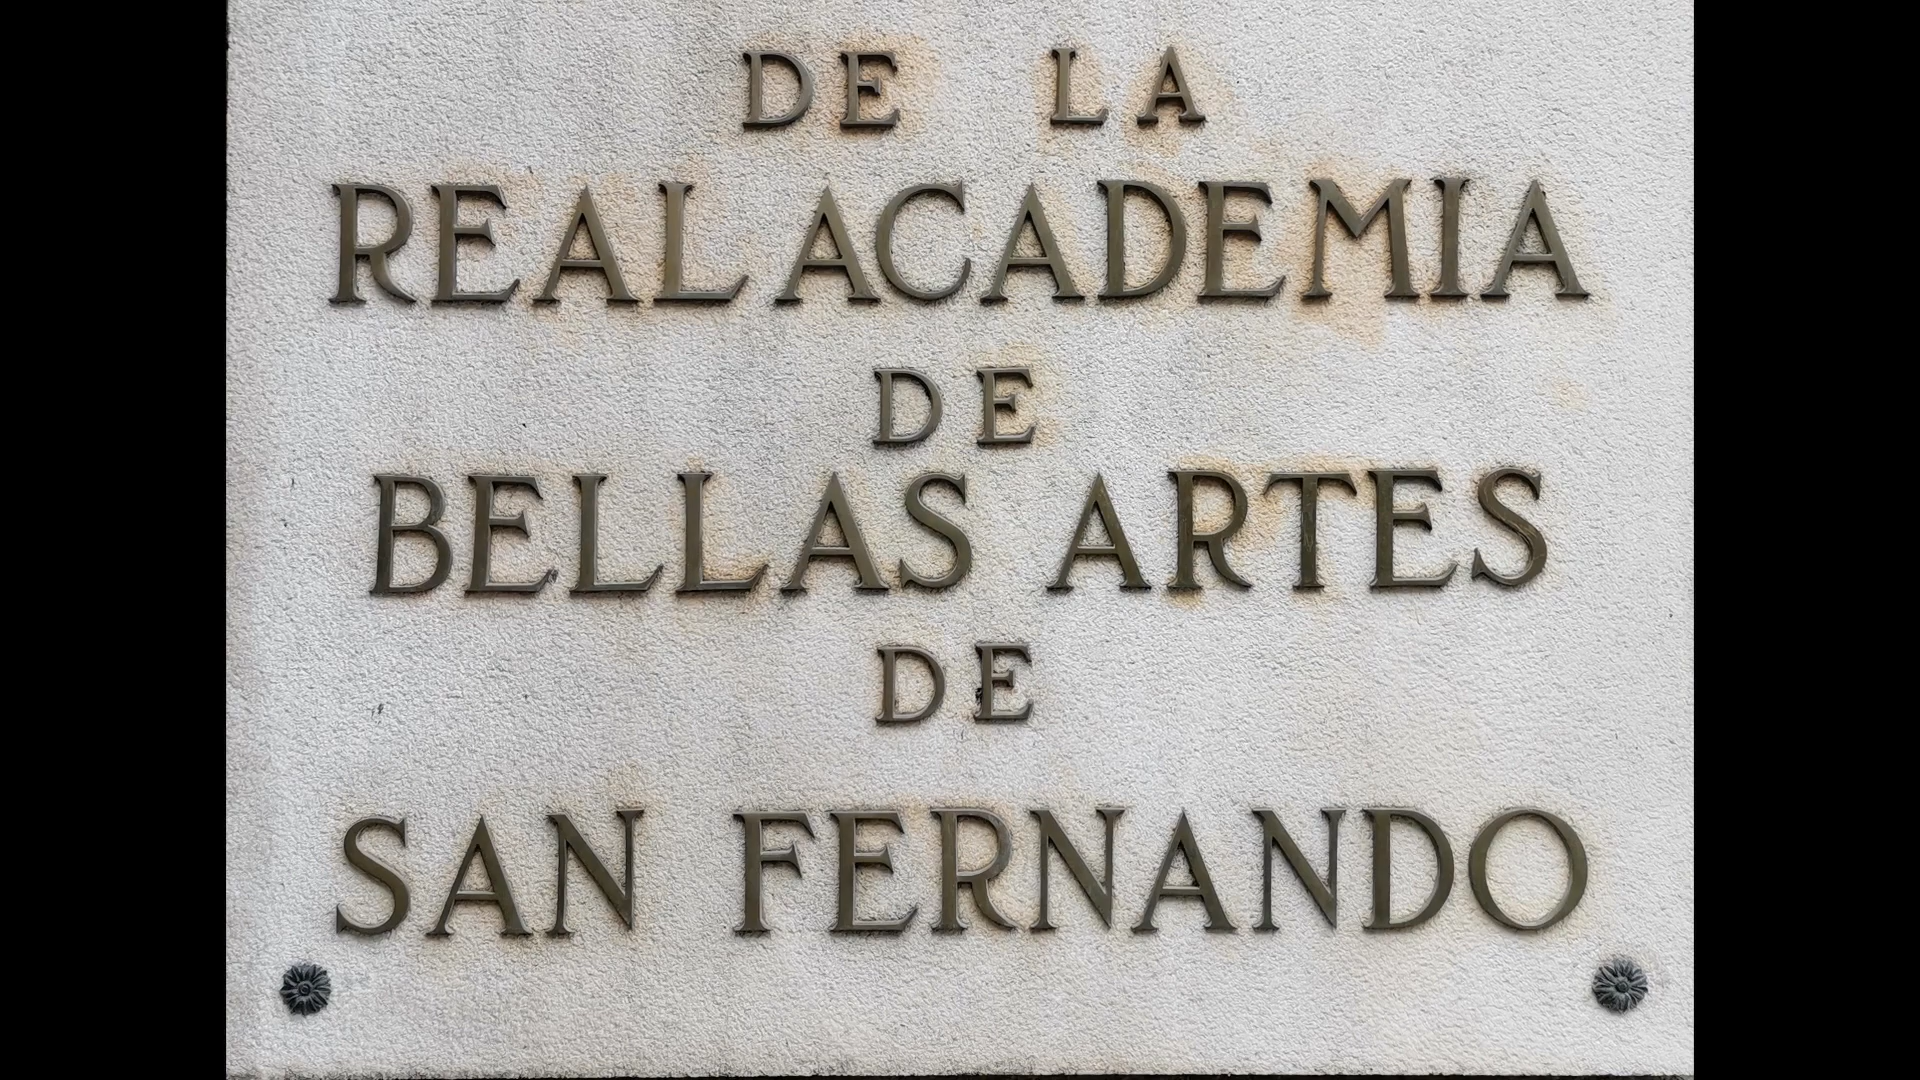 DE LA
REAL ACADEMIA
DE
BELLAS ARTES
DE
SAN FERNANDO